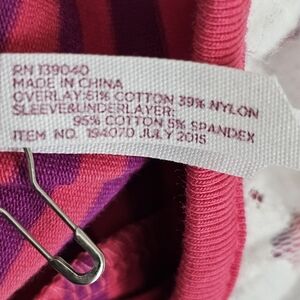 RN 139040
MADE IN CHINA
OVERLAY:61% COTTON 39% NYLON
SLEEVE&UNDERLAYER:
95% COTTON 5% SPANDEX
ITEM NO. 194070 JULY 2015